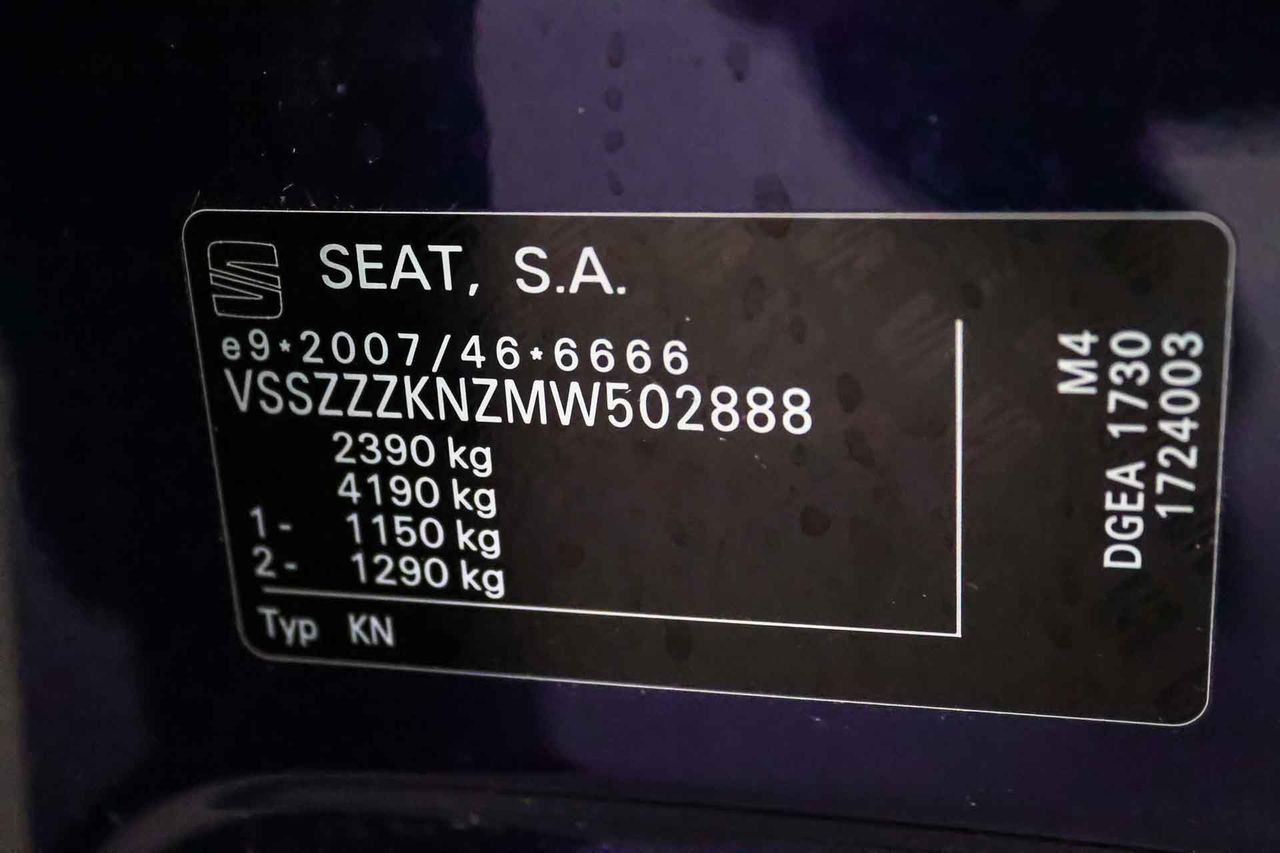 SEAT, S.A.
e9*2007/46*6666
VSSZZZKNZMW502888
2390 kg
4190 kg
1- 1150 kg
2- 1290 kg
Typ KN
M4
DGEA 1730
17240003